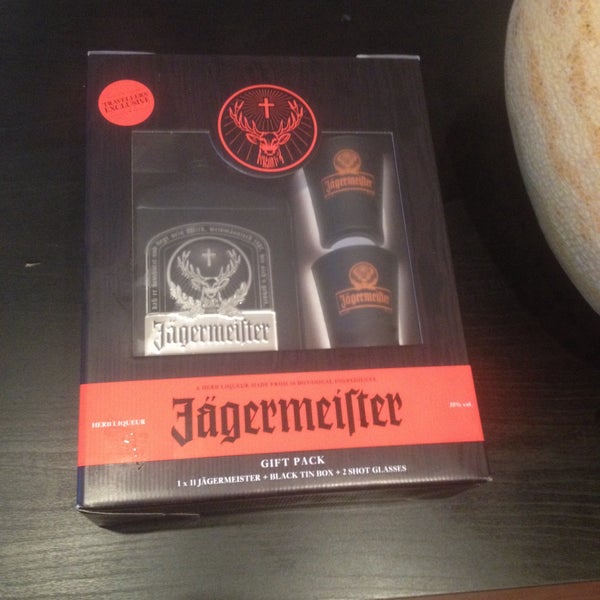 TRAVELLERS'
EXCLUSIVE
Jägermeiſter
Jägermeiſter
Jägermeiſter
A HERB LIQUEUR MADE FROM 56 BOTANICAL INGREDIENTS.
HERB LIQUEUR
Jägermeiſter
35% vol.
GIFT PACK
1 x 1l JÄGERMEISTER + BLACK TIN BOX + 2 SHOT GLASSES